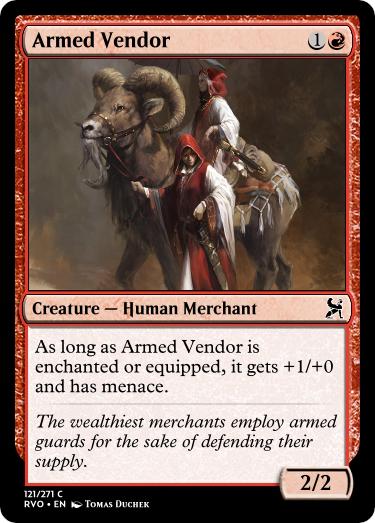 Armed Vendor 1
Creature — Human Merchant
As long as Armed Vendor is
enchanted or equipped, it gets +1/+0
and has menace.
The wealthiest merchants employ armed
guards for the sake of defending their
supply.
2/2
121/271 C
RVO • EN Tomas Duchek